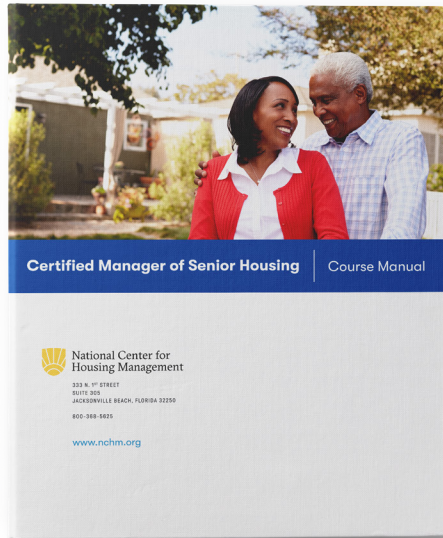 Certified Manager of Senior Housing
Course Manual
National Center for
Housing Management
333 N. 1ST STREET
SUITE 305
JACKSONVILLE BEACH, FLORIDA 32250
800-368-5625
www.nchm.org